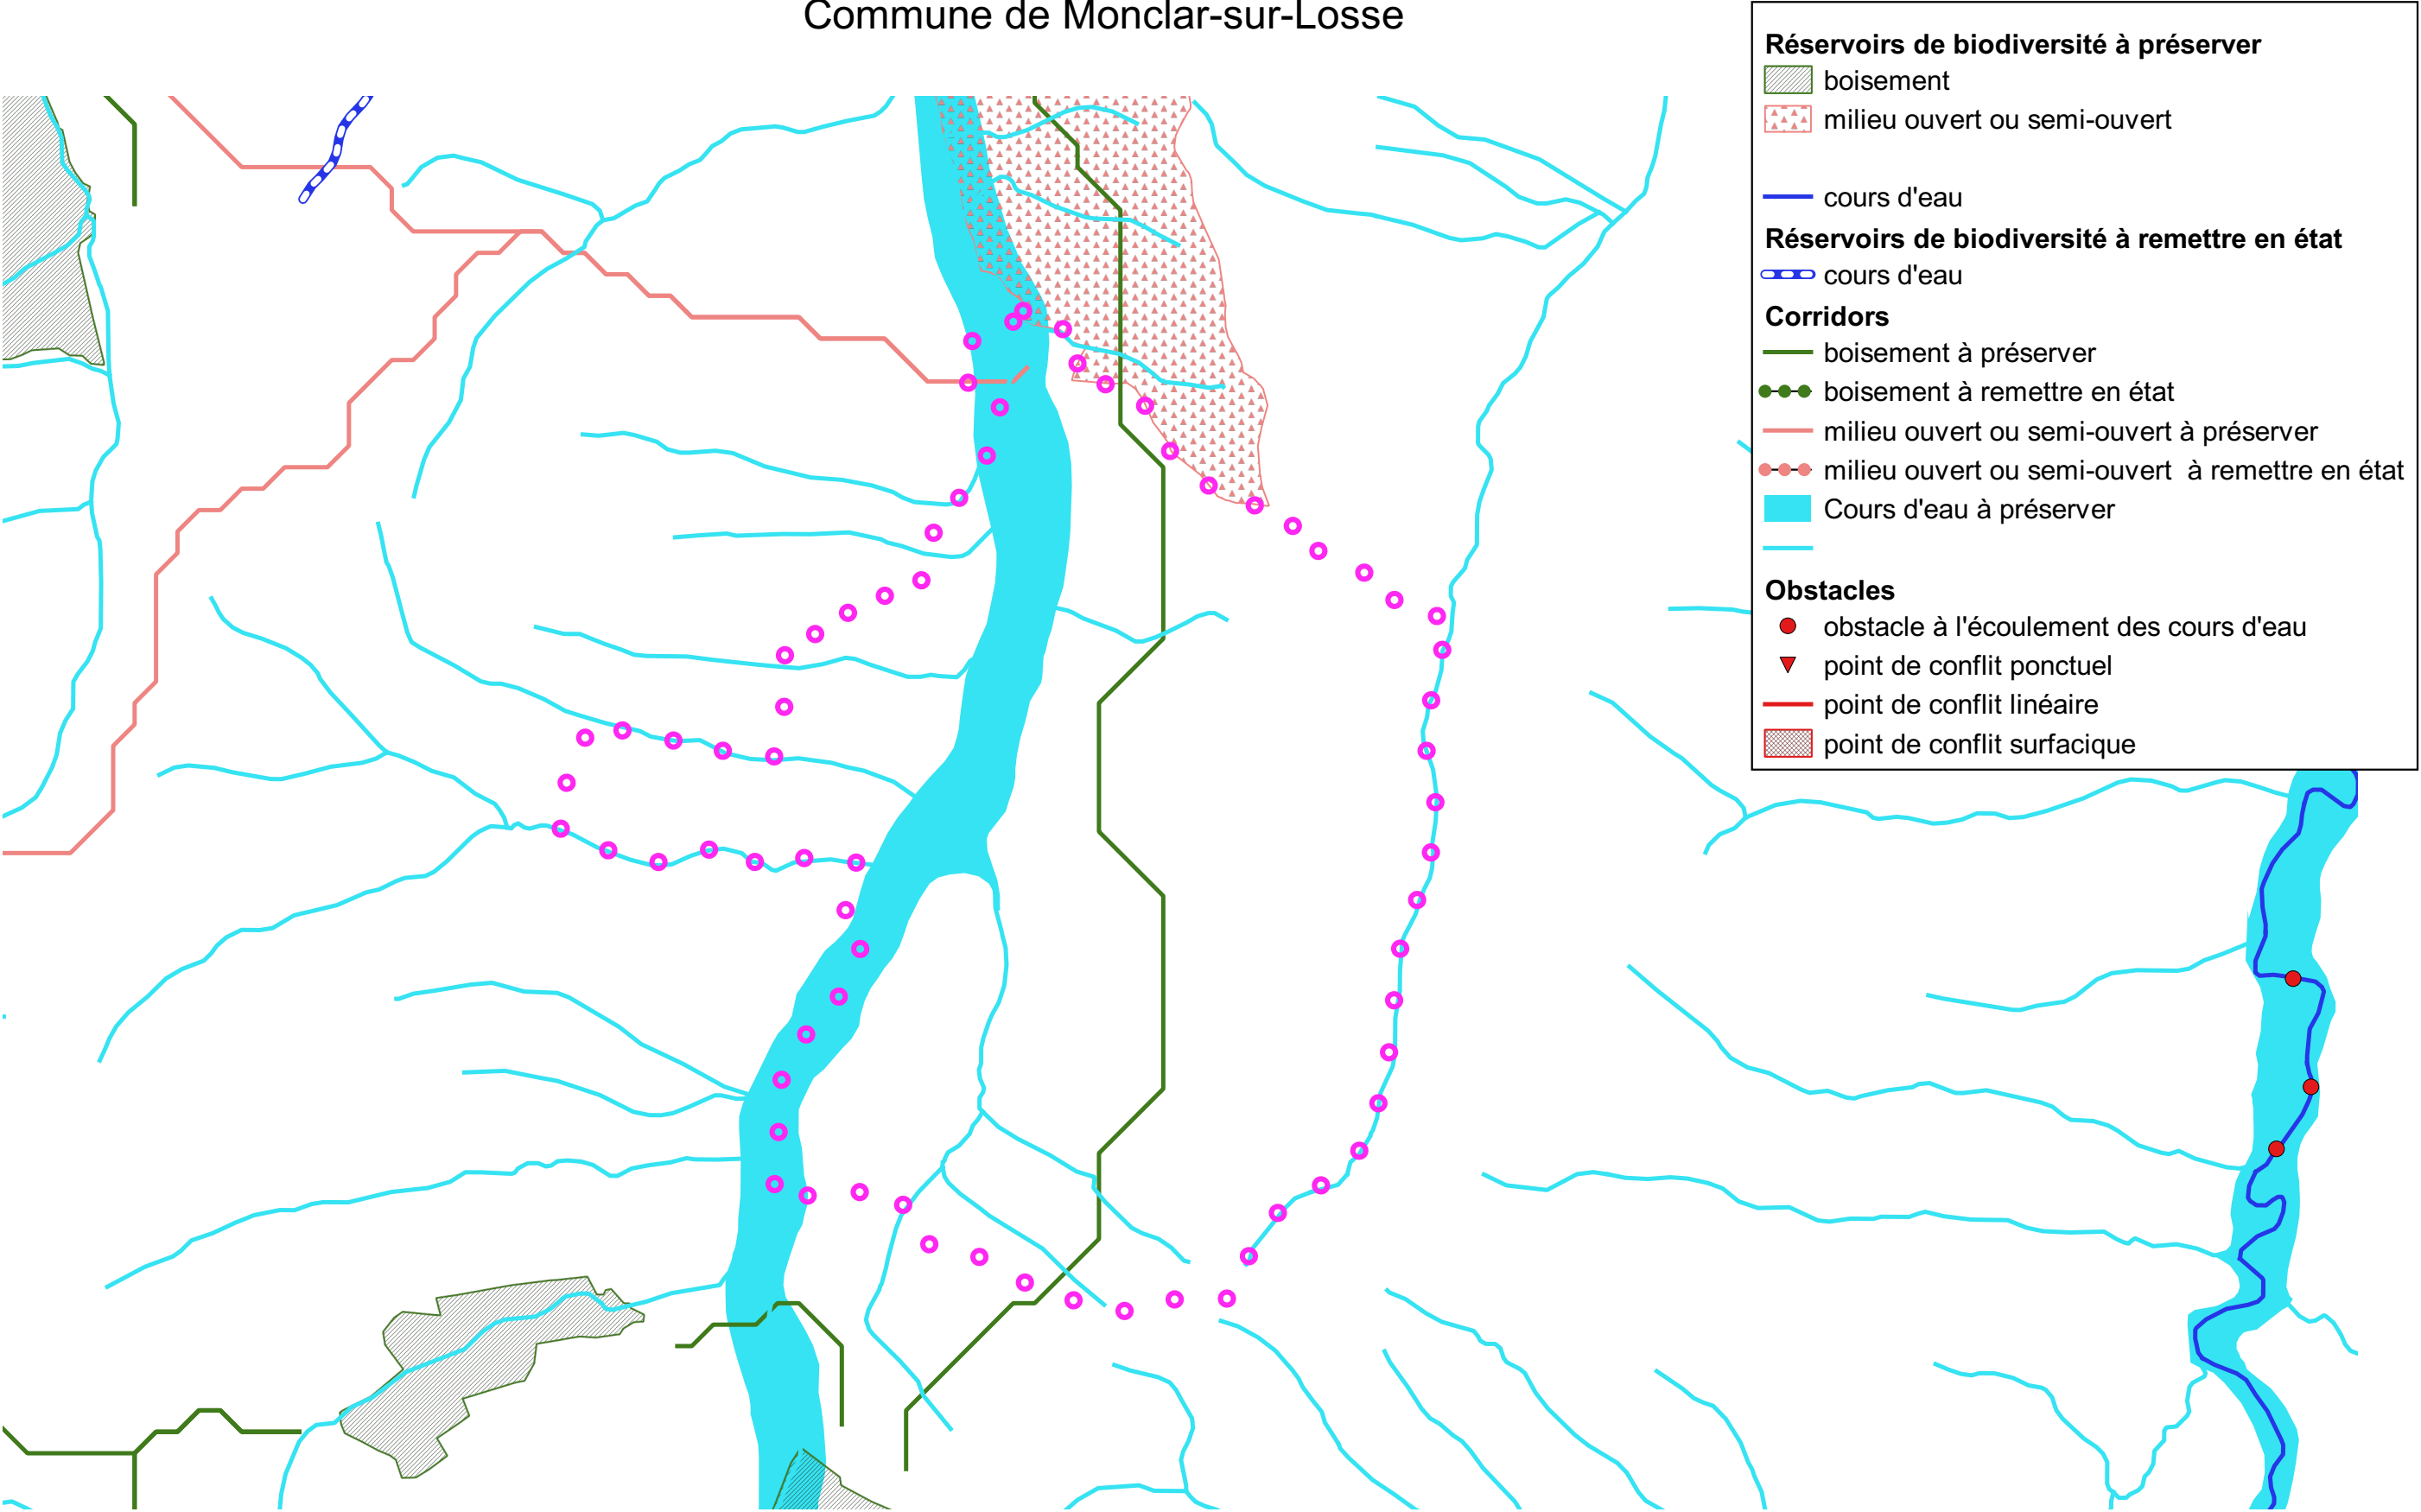 Commune de Monclar-sur-Losse
Réservoirs de biodiversité à préserver
boisement
milieu ouvert ou semi-ouvert
cours d'eau
Réservoirs de biodiversité à remettre en état
cours d'eau
Corridors
boisement à préserver
boisement à remettre en état
milieu ouvert ou semi-ouvert à préserver
milieu ouvert ou semi-ouvert à remettre en état
Cours d'eau à préserver
Obstacles
obstacle à l'écoulement des cours d'eau
point de conflit ponctuel
point de conflit linéaire
point de conflit surfacique